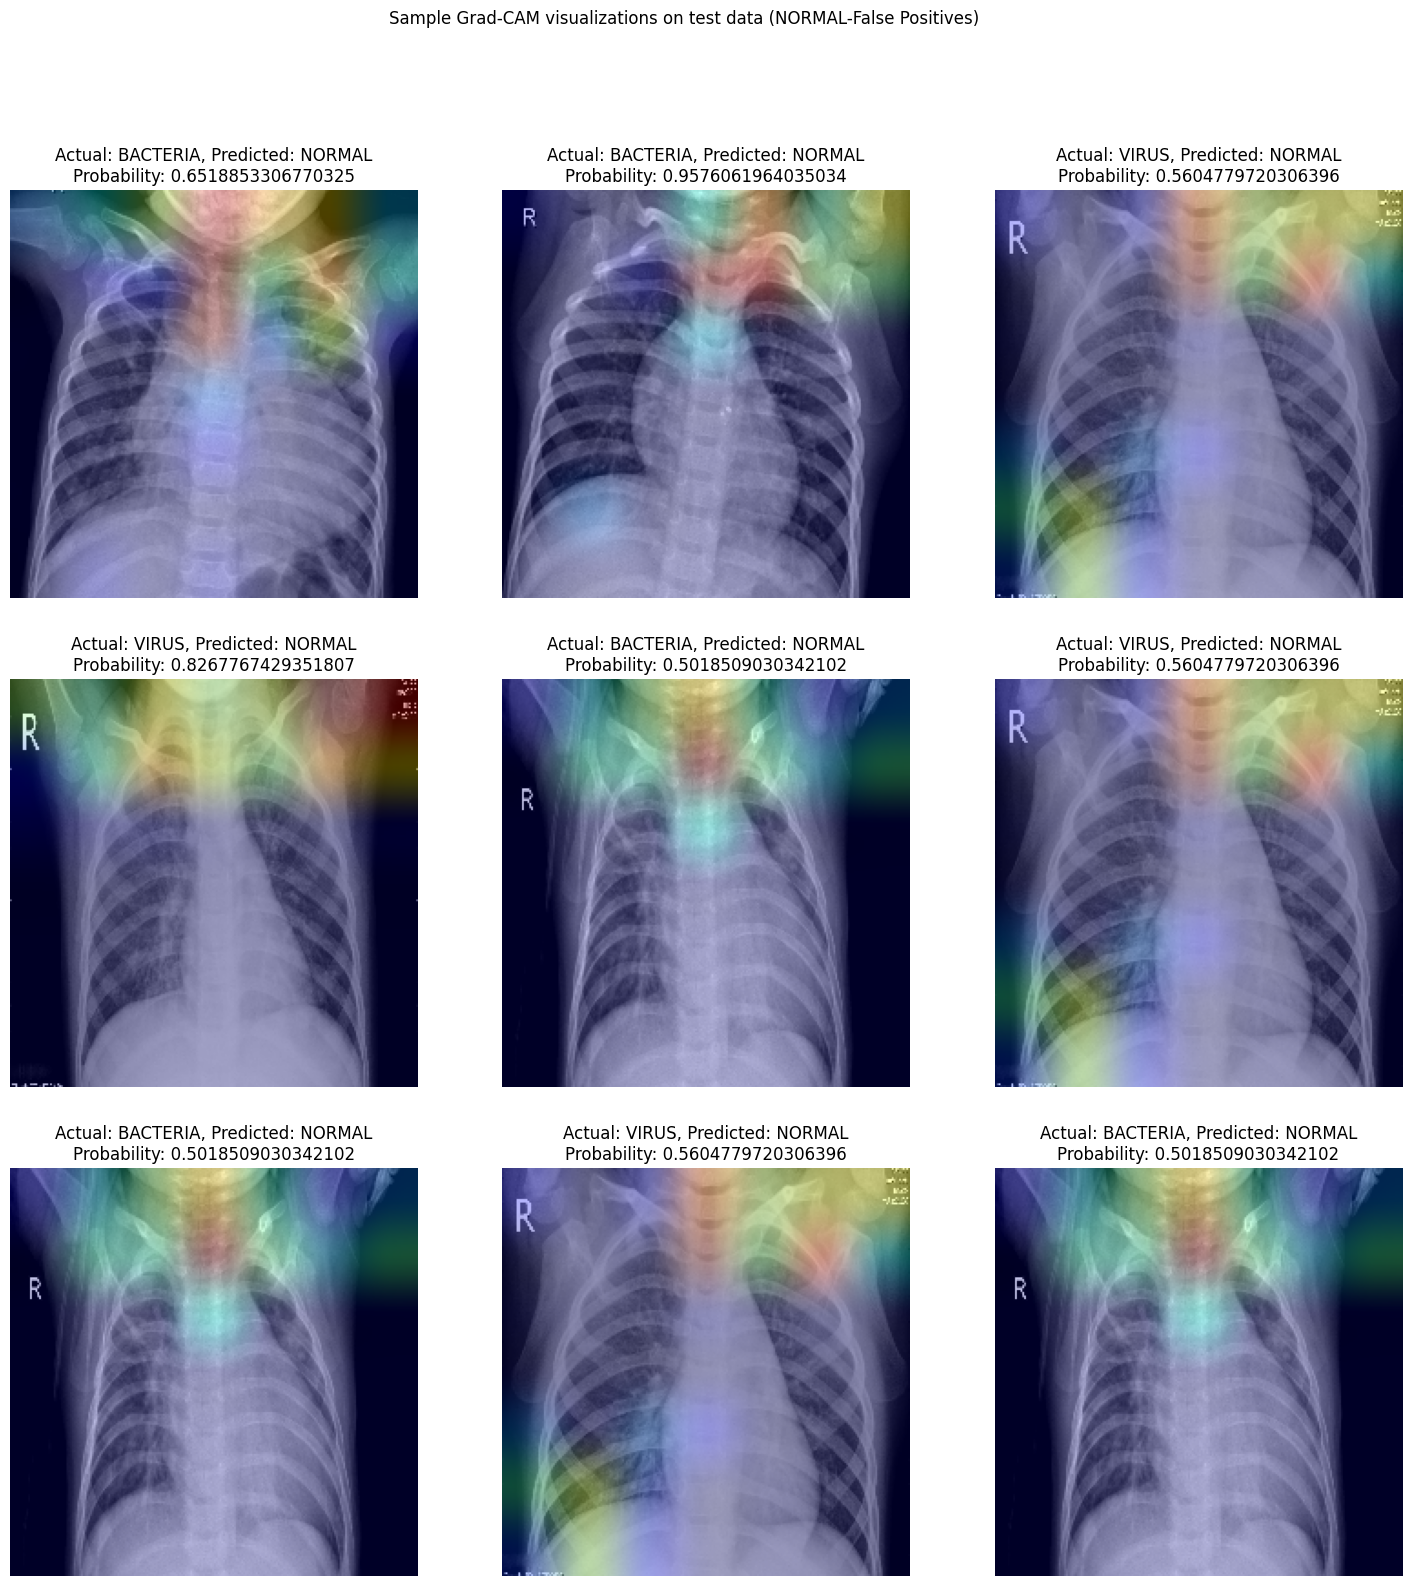 Sample Grad-CAM visualizations on test data (NORMAL-False Positives)
Actual: BACTERIA, Predicted: NORMAL
Probability: 0.6518853306770325
Actual: BACTERIA, Predicted: NORMAL
Probability: 0.9576061964035034
Actual: VIRUS, Predicted: NORMAL
Probability: 0.5604779720306396
R
R
Actual: VIRUS, Predicted: NORMAL
Probability: 0.8267767429351807
Actual: BACTERIA, Predicted: NORMAL
Probability: 0.5018509030342102
Actual: VIRUS, Predicted: NORMAL
Probability: 0.5604779720306396
R
R
R
Actual: BACTERIA, Predicted: NORMAL
Probability: 0.5018509030342102
Actual: VIRUS, Predicted: NORMAL
Probability: 0.5604779720306396
Actual: BACTERIA, Predicted: NORMAL
Probability: 0.5018509030342102
R
R
R